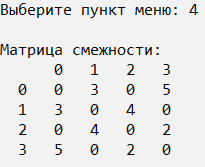 Выберите пункт меню: 4
Матрица смежности:
0 1 2 3
0 0 3 0 5
1 3 0 4 0
2 0 4 0 2
3 5 0 2 0